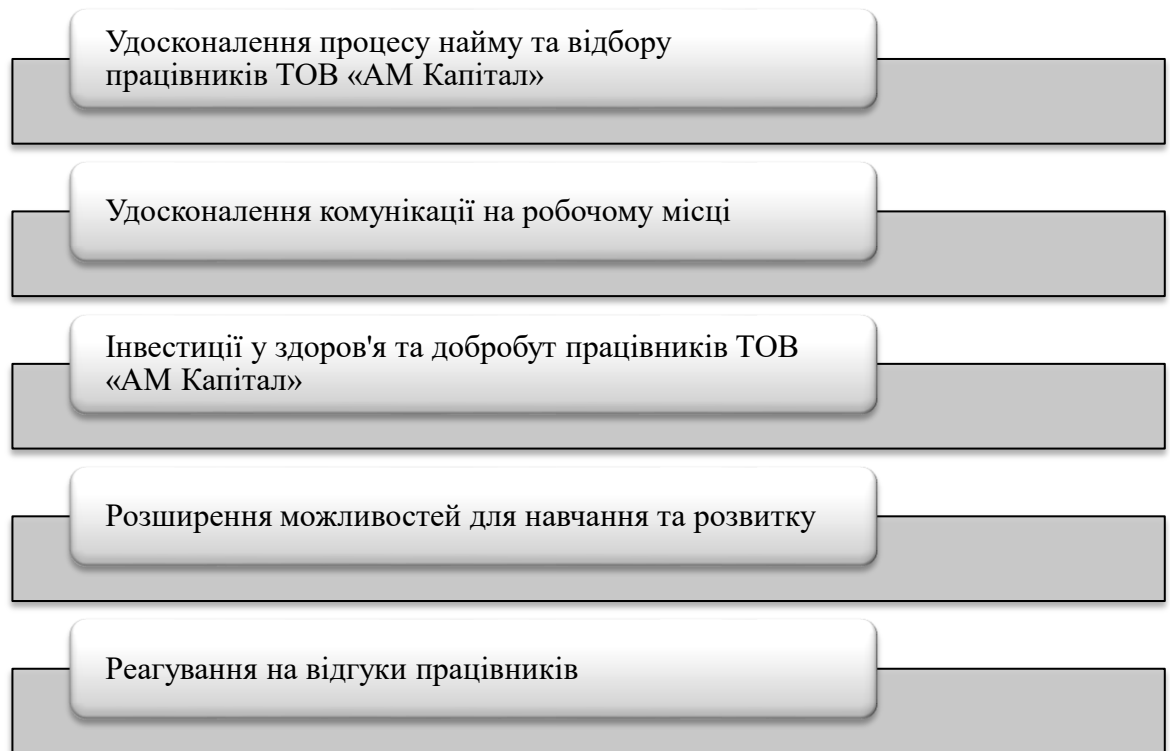 Удосконалення процесу найму та відбору
працівників ТОВ «АМ Капітал»
Удосконалення комунікації на робочому місці
Інвестиції у здоров'я та добробут працівників ТОВ
«АМ Капітал»
Розширення можливостей для навчання та розвитку
Реагування на відгуки працівників